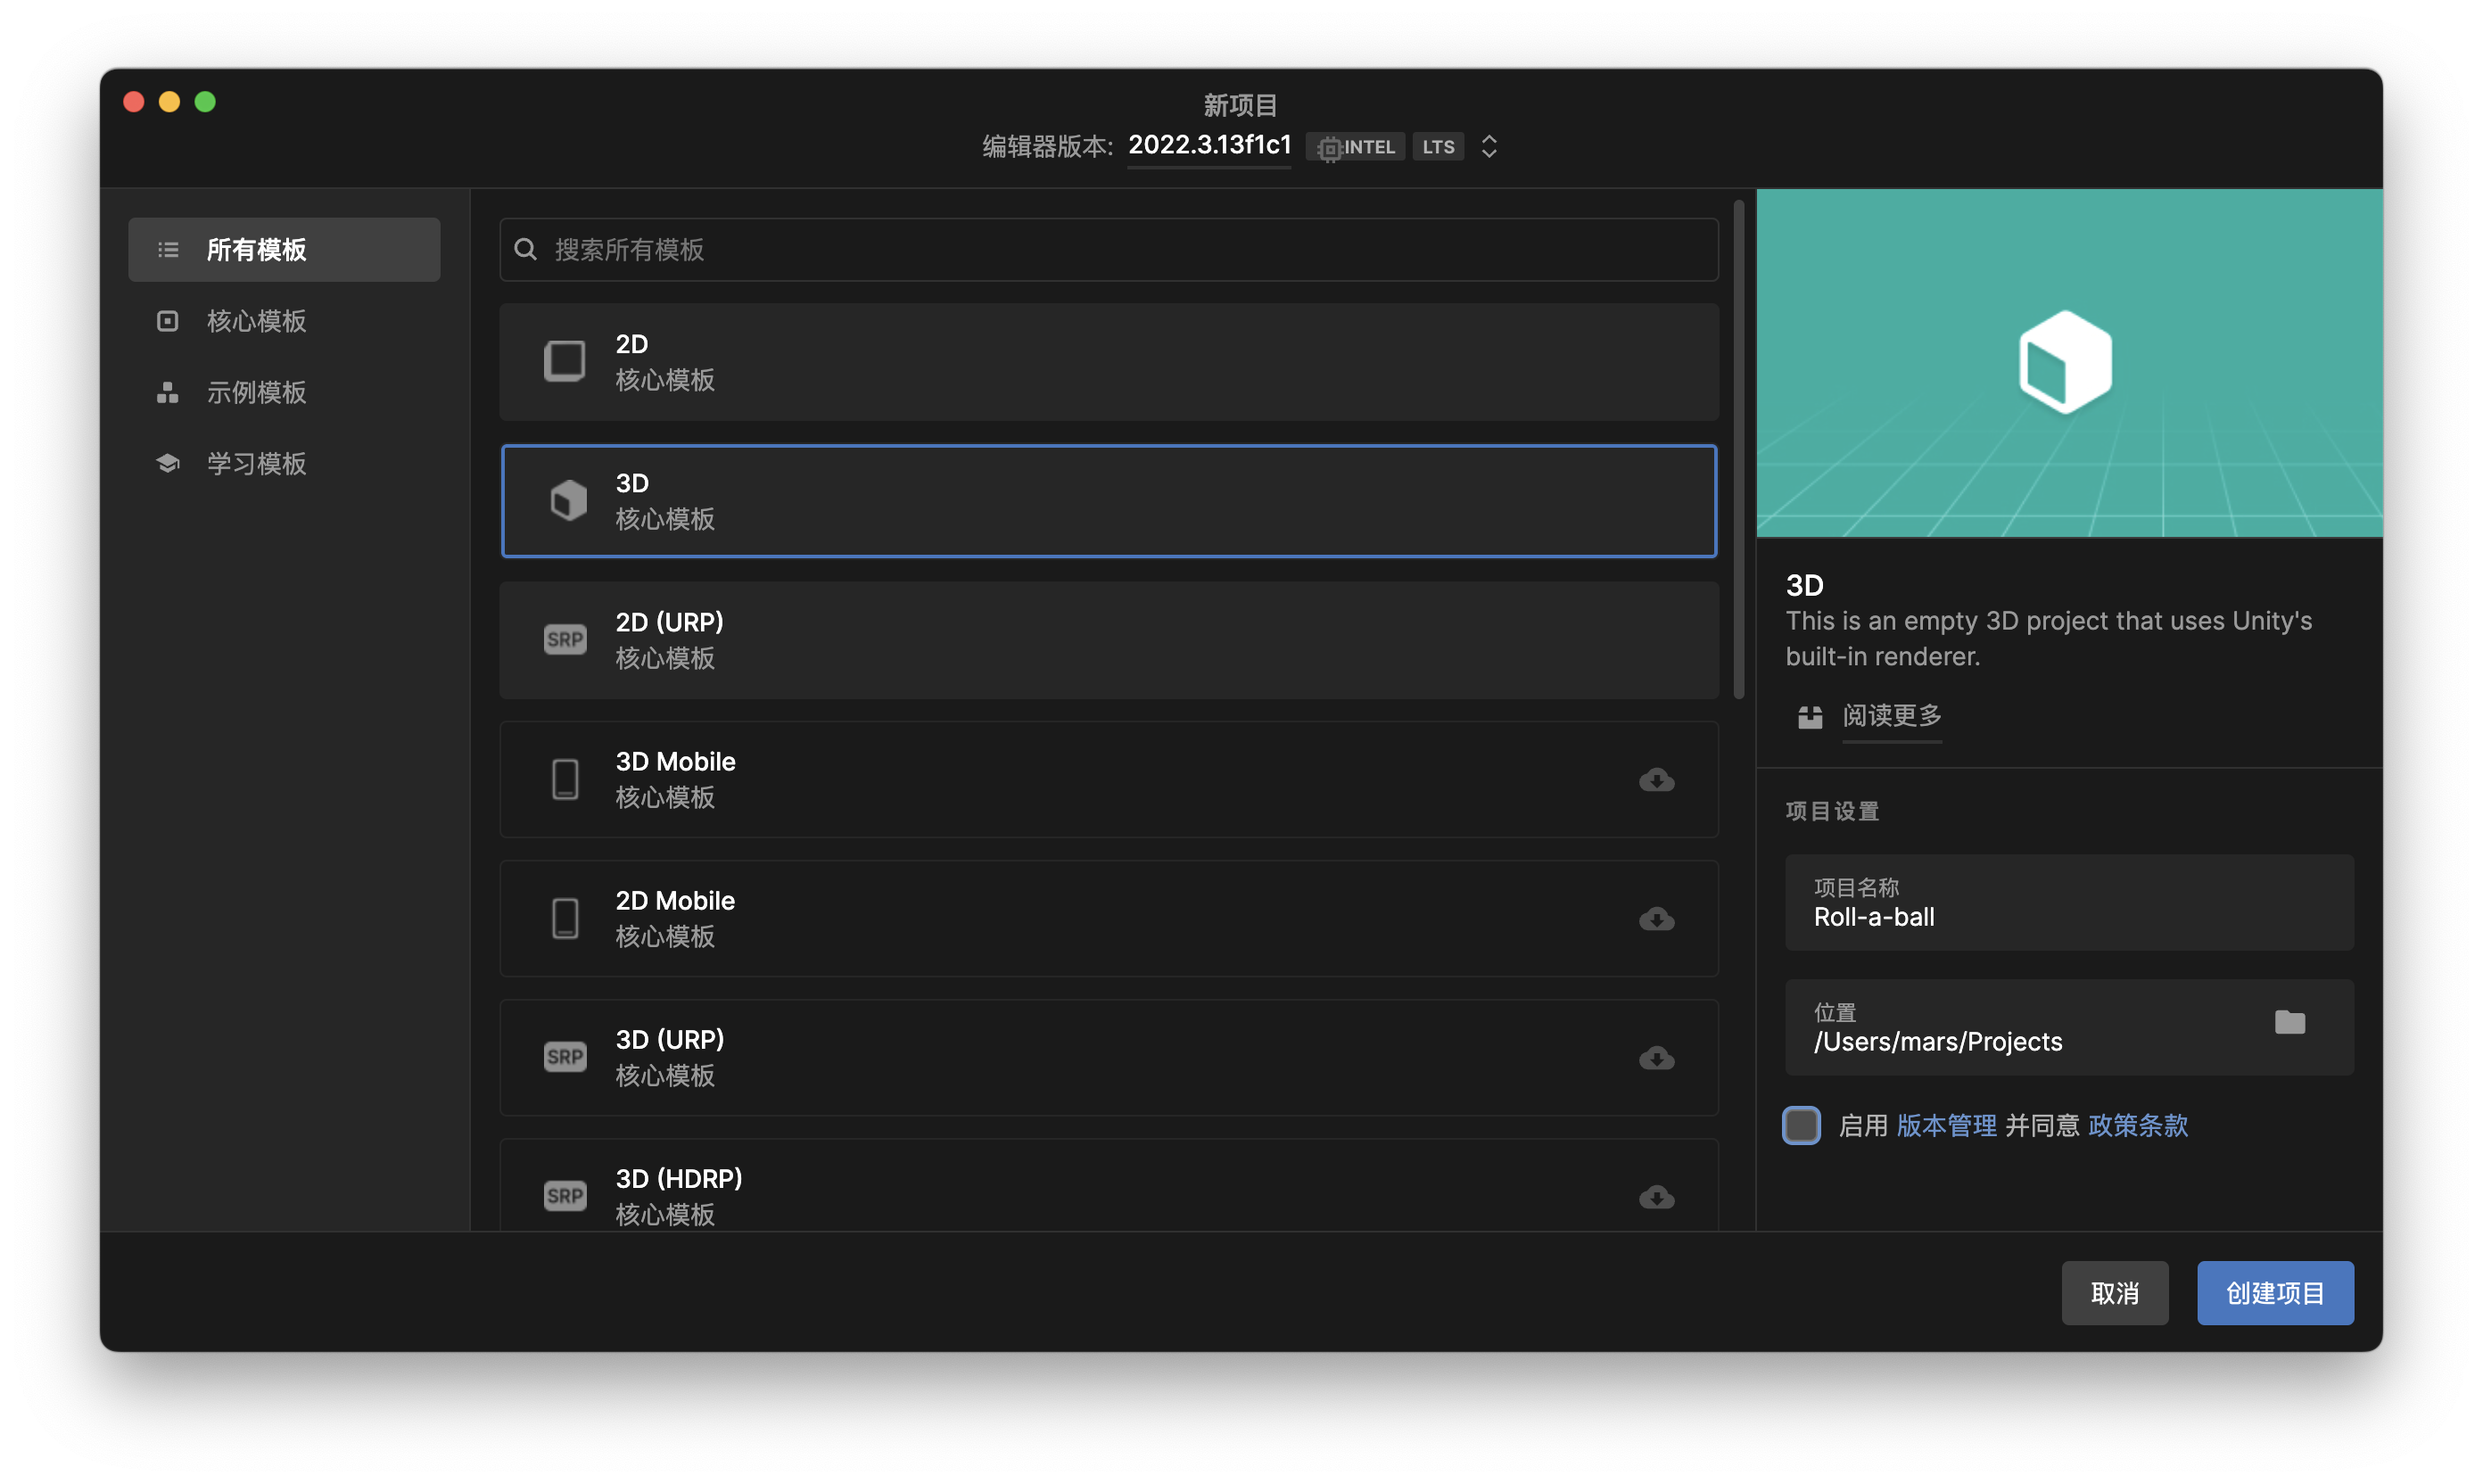 新项目
编辑器版本: 2022.3.13f1c1 INTEL LTS
所有模板
核心模板
示例模板
学习模板
搜索所有模板
2D
核心模板
3D
核心模板
SRP
2D (URP)
核心模板
3D Mobile
核心模板
2D Mobile
核心模板
SRP
3D (URP)
核心模板
SRP
3D (HDRP)
核心模板
3D
This is an empty 3D project that uses Unity's
built-in renderer.
阅读更多
项目设置
项目名称
Roll-a-ball
位置
/Users/mars/Projects
启用 版本管理 并同意 政策条款
取消
创建项目